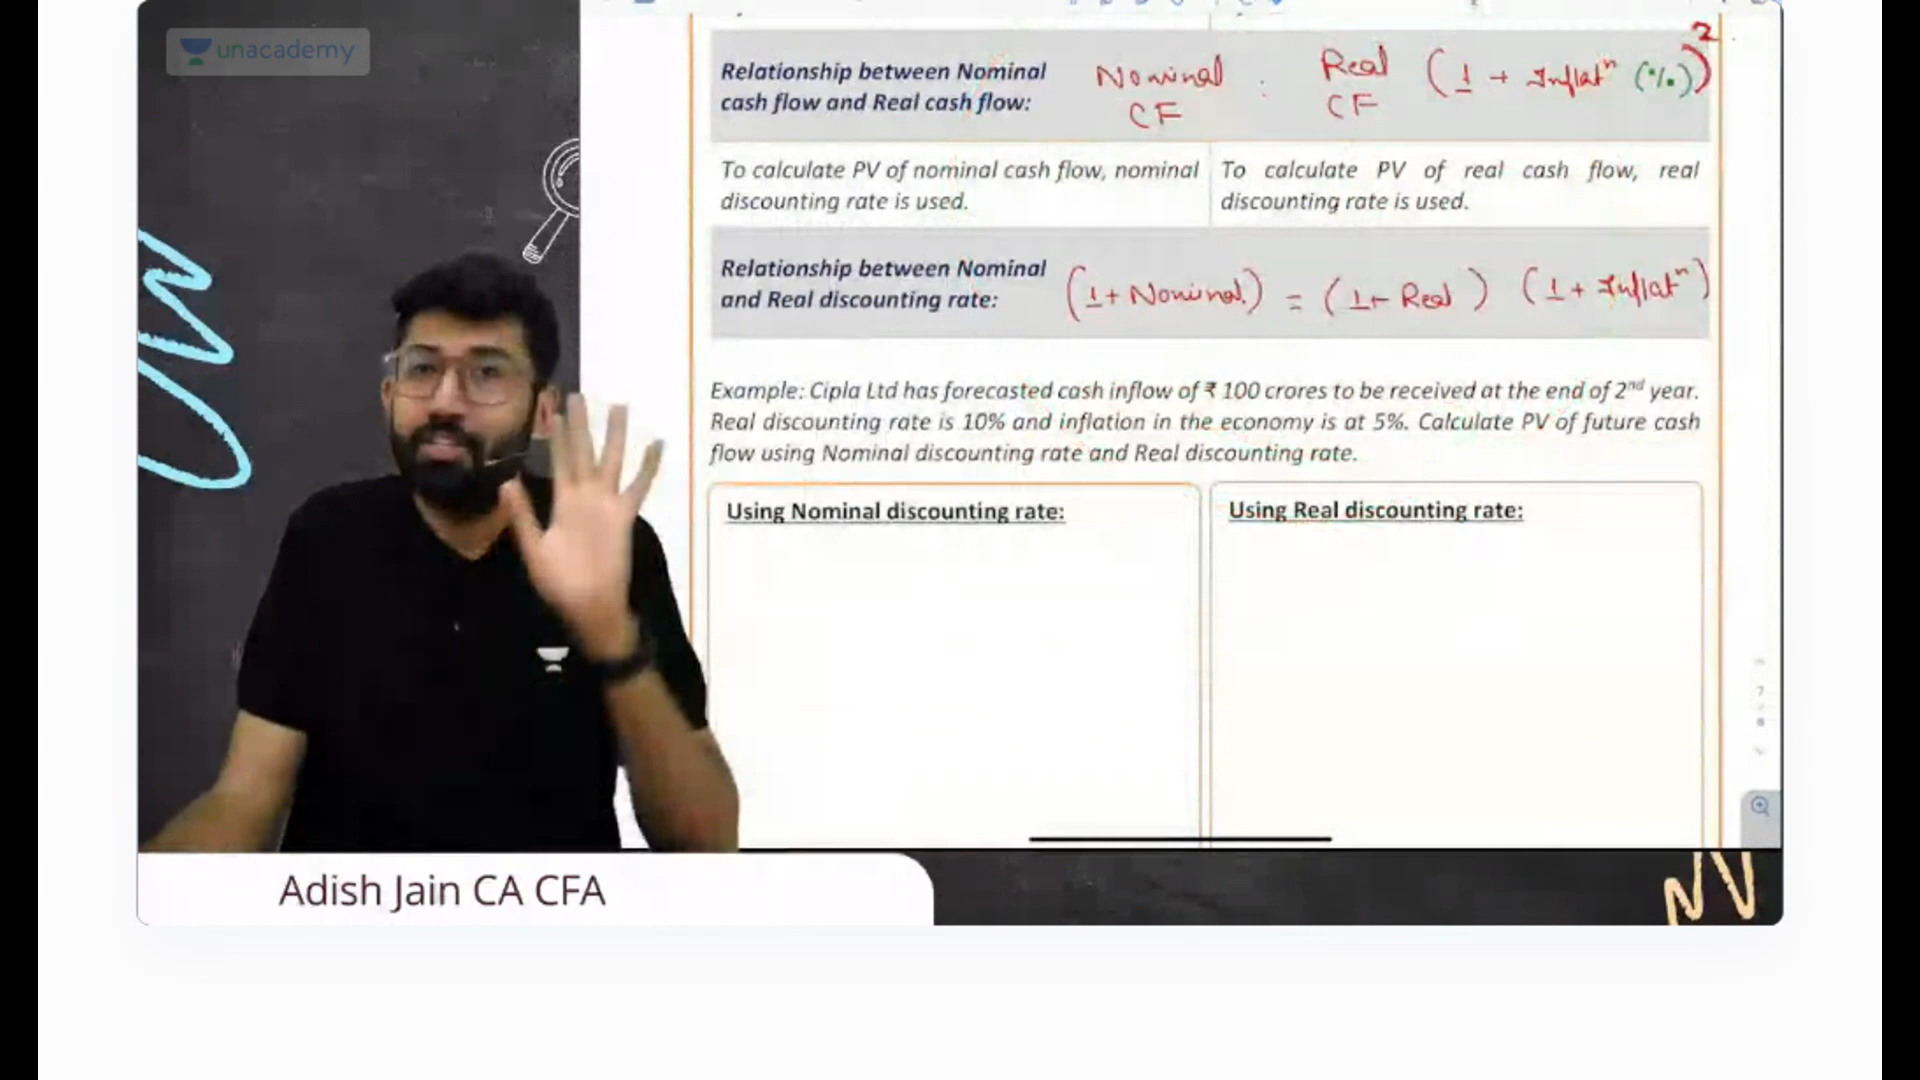 unacademy
Relationship between Nominal
cash flow and Real cash flow:
Nominal CF : Real CF (1 + Inflatⁿ (%))²
To calculate PV of nominal cash flow, nominal
discounting rate is used.
To calculate PV of real cash flow, real
discounting rate is used.
Relationship between Nominal
and Real discounting rate:
(1+ Nominal) = (1+ Real) (1 + Inflatⁿ)
Example: Cipla Ltd has forecasted cash inflow of ₹ 100 crores to be received at the end of 2nd year.
Real discounting rate is 10% and inflation in the economy is at 5%. Calculate PV of future cash
flow using Nominal discounting rate and Real discounting rate.
Using Nominal discounting rate:
Using Real discounting rate:
Adish Jain CA CFA